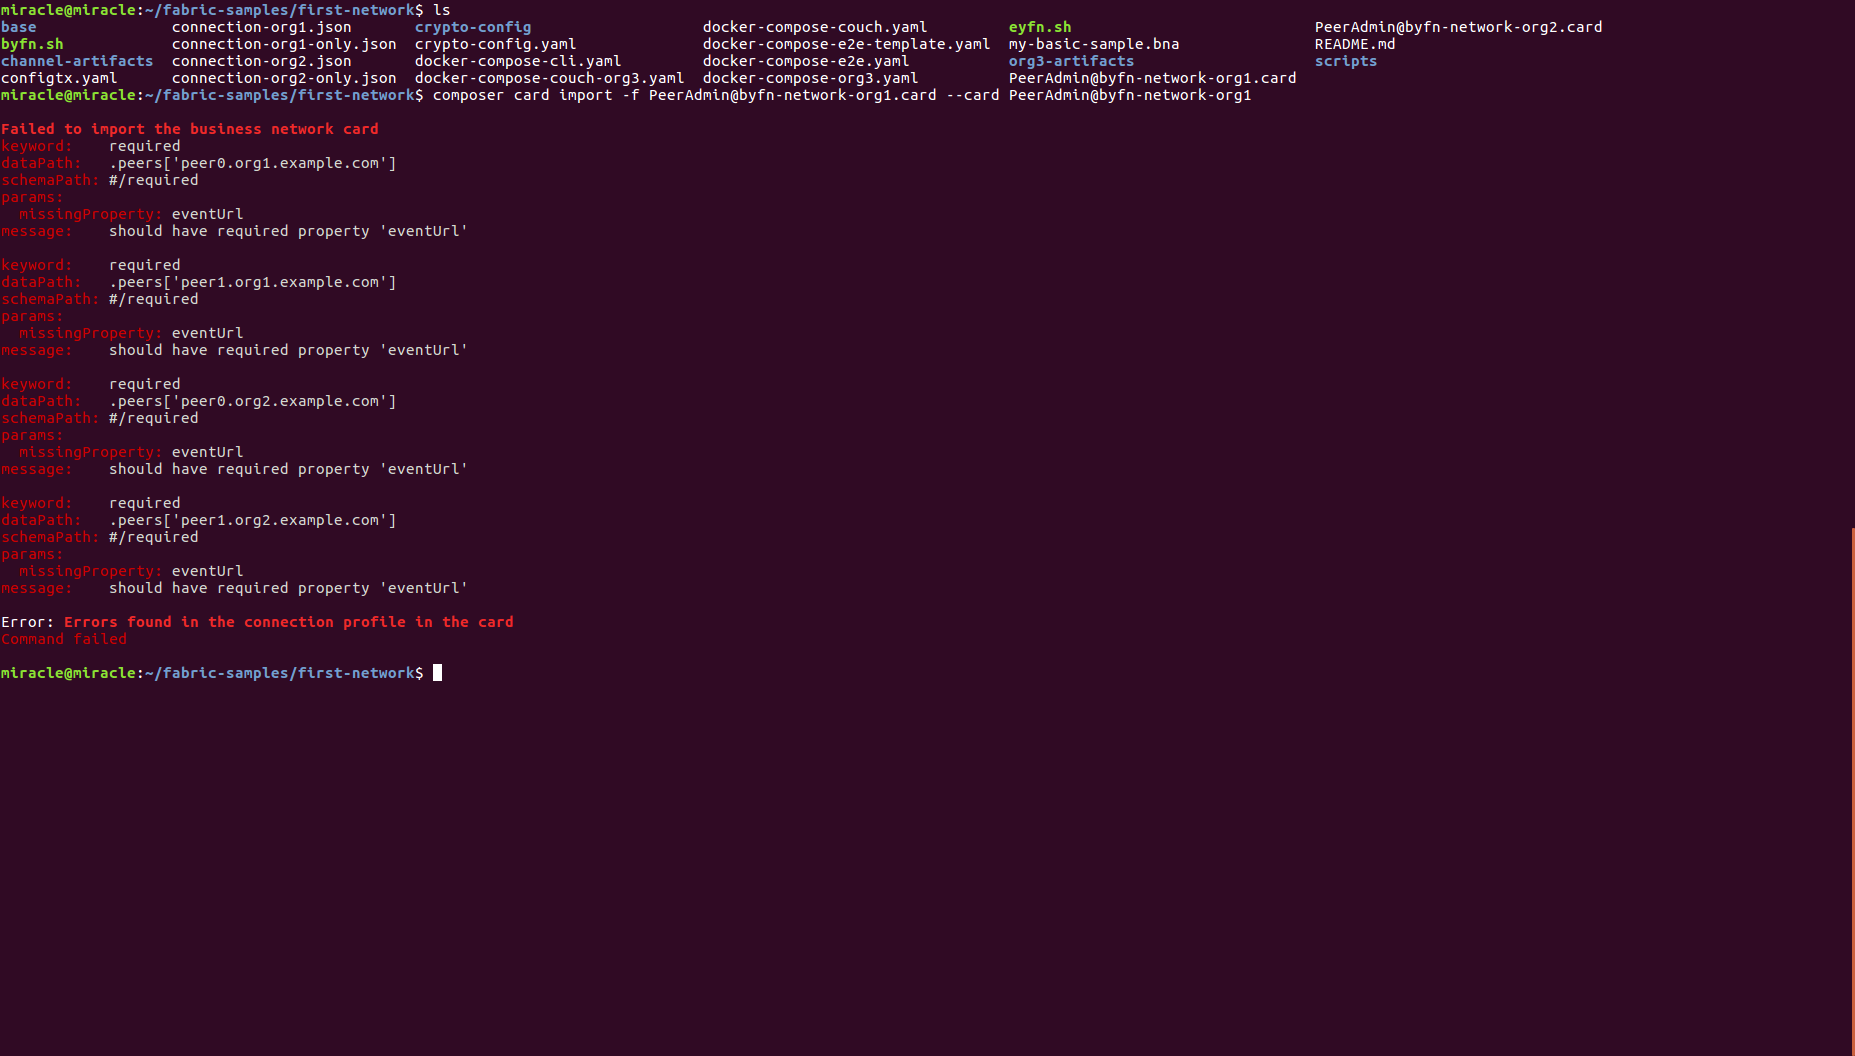 miracle@miracle:~/fabric-samples/first-network$ ls
base connection-org1.json crypto-config docker-compose-couch.yaml eyfn.sh PeerAdmin@byfn-network-org2.card
byfn.sh connection-org1-only.json crypto-config.yaml docker-compose-e2e-template.yaml my-basic-sample.bna README.md
channel-artifacts connection-org2.json docker-compose-cli.yaml docker-compose-e2e.yaml org3-artifacts scripts
configtx.yaml connection-org2-only.json docker-compose-couch-org3.yaml docker-compose-org3.yaml PeerAdmin@byfn-network-org1.card
miracle@miracle:~/fabric-samples/first-network$ composer card import -f PeerAdmin@byfn-network-org1.card --card PeerAdmin@byfn-network-org1
Failed to import the business network card
keyword: required
dataPath: .peers['peer0.org1.example.com']
schemaPath: #/required
params:
missingProperty: eventUrl
message: should have required property 'eventUrl'
keyword: required
dataPath: .peers['peer1.org1.example.com']
schemaPath: #/required
params:
missingProperty: eventUrl
message: should have required property 'eventUrl'
keyword: required
dataPath: .peers['peer0.org2.example.com']
schemaPath: #/required
params:
missingProperty: eventUrl
message: should have required property 'eventUrl'
keyword: required
dataPath: .peers['peer1.org2.example.com']
schemaPath: #/required
params:
missingProperty: eventUrl
message: should have required property 'eventUrl'
Error: Errors found in the connection profile in the card
Command failed
miracle@miracle:~/fabric-samples/first-network$